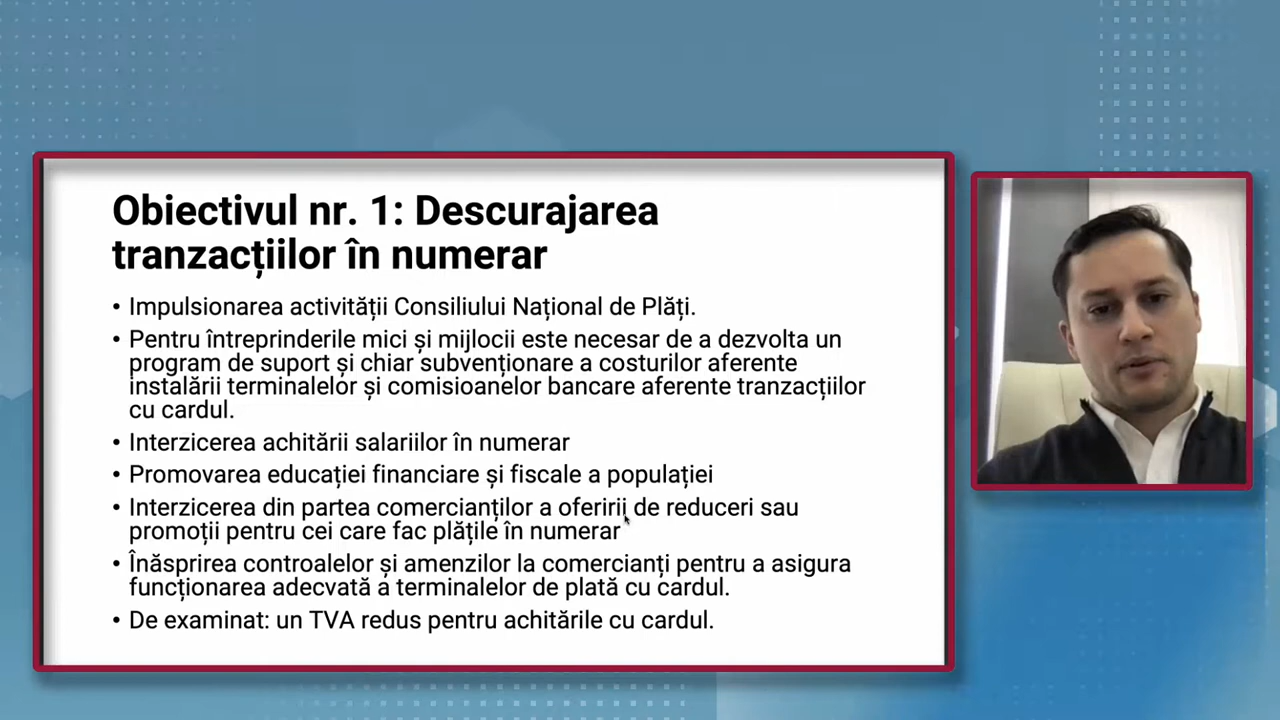 Obiectivul nr. 1: Descurajarea
tranzacțiilor în numerar
• Impulsionarea activității Consiliului Național de Plăți.
• Pentru întreprinderile mici și mijlocii este necesar de a dezvolta un
program de suport și chiar subvenționare a costurilor aferente
instalării terminalelor și comisioanelor bancare aferente tranzacțiilor
cu cardul.
• Interzicerea achitării salariilor în numerar
• Promovarea educației financiare și fiscale a populației
• Interzicerea din partea comercianților a oferirii de reduceri sau
promoții pentru cei care fac plățile în numerar
• Înăsprirea controalelor și amenzilor la comercianți pentru a asigura
funcționarea adecvată a terminalelor de plată cu cardul.
• De examinat: un TVA redus pentru achitările cu cardul.